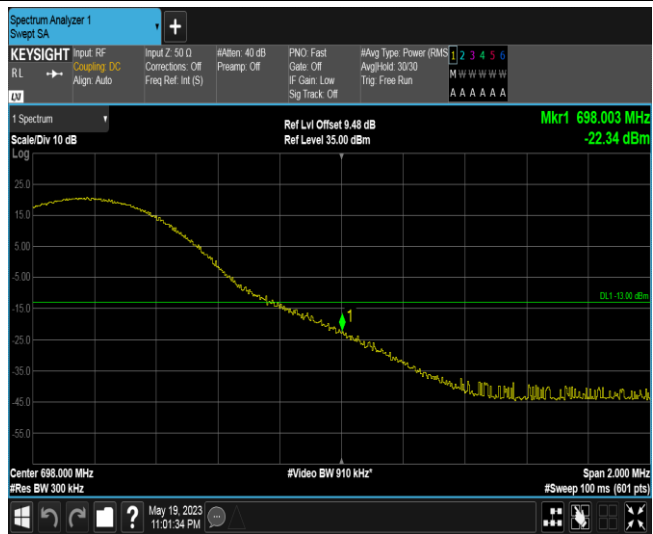 Spectrum Analyzer 1
Swept SA
+
KEYSIGHT
RL
Input: RF
Coupling: DC
Align: Auto
Input Z: 50 Ω
Corrections: Off
Freq Ref: Int (S)
#Atten: 40 dB
Preamp: Off
PNO: Fast
Gate: Off
IF Gain: Low
Sig Track: Off
#Avg Type: Power (RMS
Avg|Hold: 30/30
Trig: Free Run
1 2 3 4 5 6
M W W W W W
A A A A A A
1 Spectrum
Scale/Div 10 dB
Log
Ref Lvl Offset 9.48 dB
Ref Level 35.00 dBm
Mkr1 698.003 MHz
-22.34 dBm
25.0
15.0
5.00
-5.00
DL1 -13.00 dBm
-15.0
1
-25.0
-35.0
-45.0
-55.0
Center 698.000 MHz
#Video BW 910 kHz*
Span 2.000 MHz
#Res BW 300 kHz
#Sweep 100 ms (601 pts)
?
May 19, 2023
11:01:34 PM